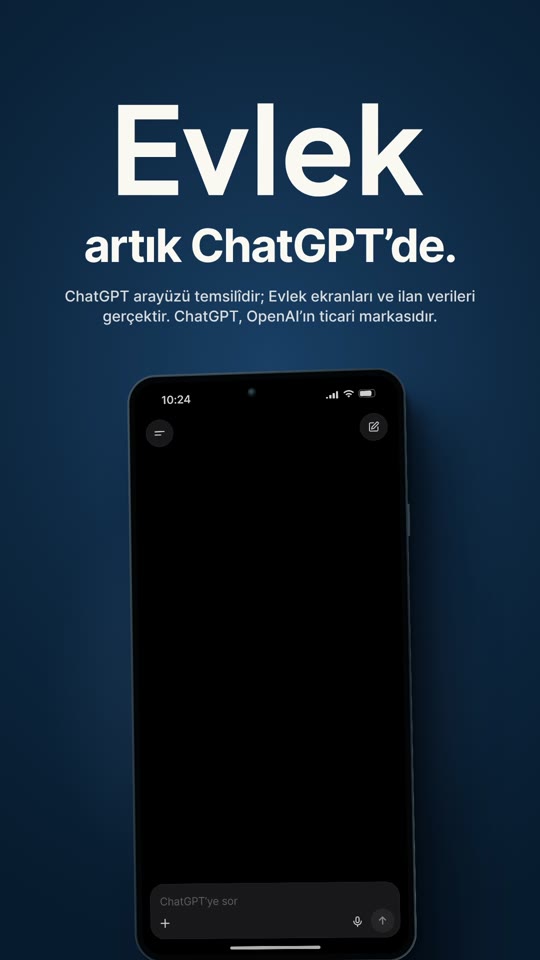 Evlek
artık ChatGPT’de.
ChatGPT arayüzü temsilîdir; Evlek ekranları ve ilan verileri
gerçektir. ChatGPT, OpenAI’ın ticari markasıdır.
10:24
ChatGPT'ye sor